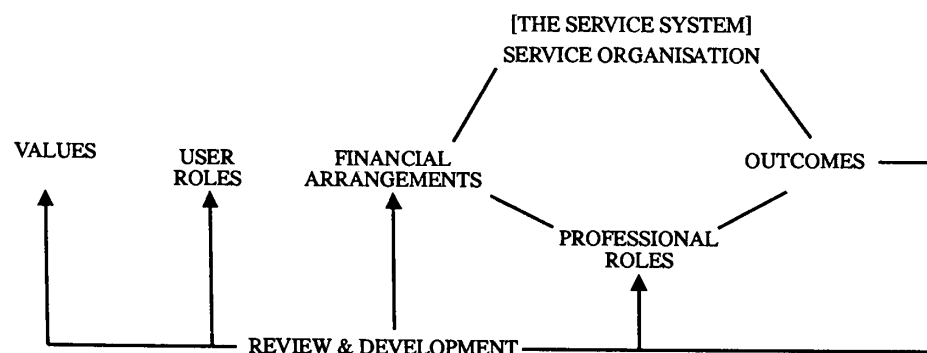 [THE SERVICE SYSTEM]
SERVICE ORGANISATION
VALUES
USER
ROLES
FINANCIAL
ARRANGEMENTS
OUTCOMES
PROFESSIONAL
ROLES
REVIEW & DEVELOPMENT